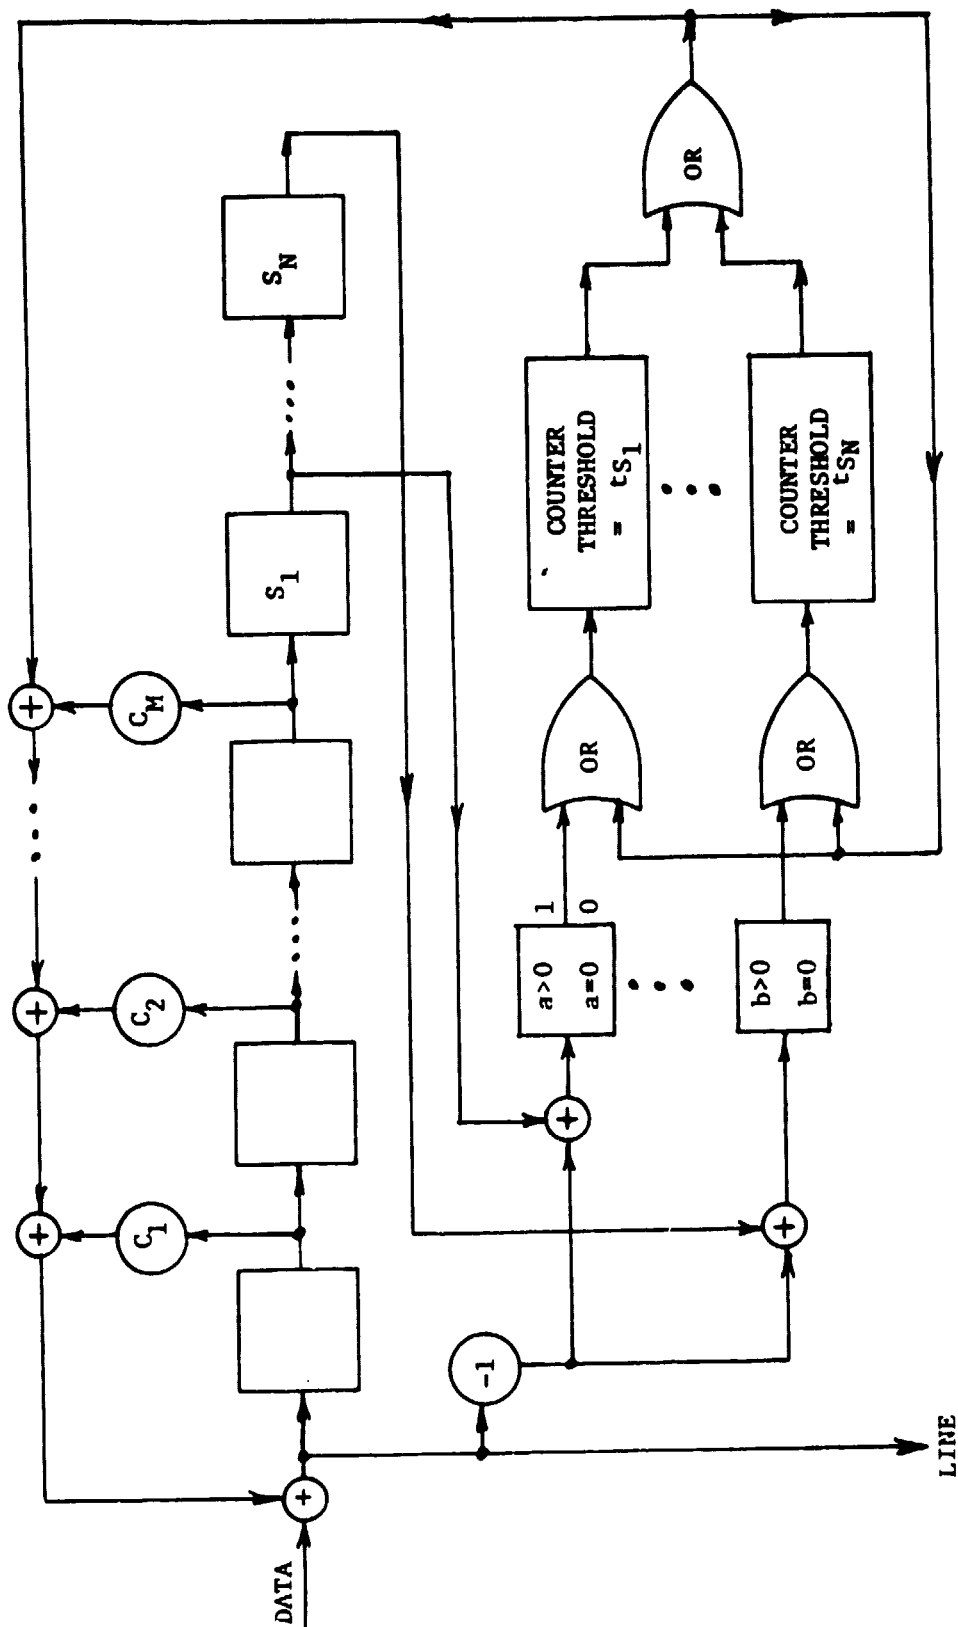 DATA
+
LINE
-1
+
C1
+
C2
+
CM
S1
SN
+
+
a>0 1
a=0 0
b>0
b=0
OR
OR
COUNTER
THRESHOLD
= tS1
COUNTER
THRESHOLD
= tSN
OR